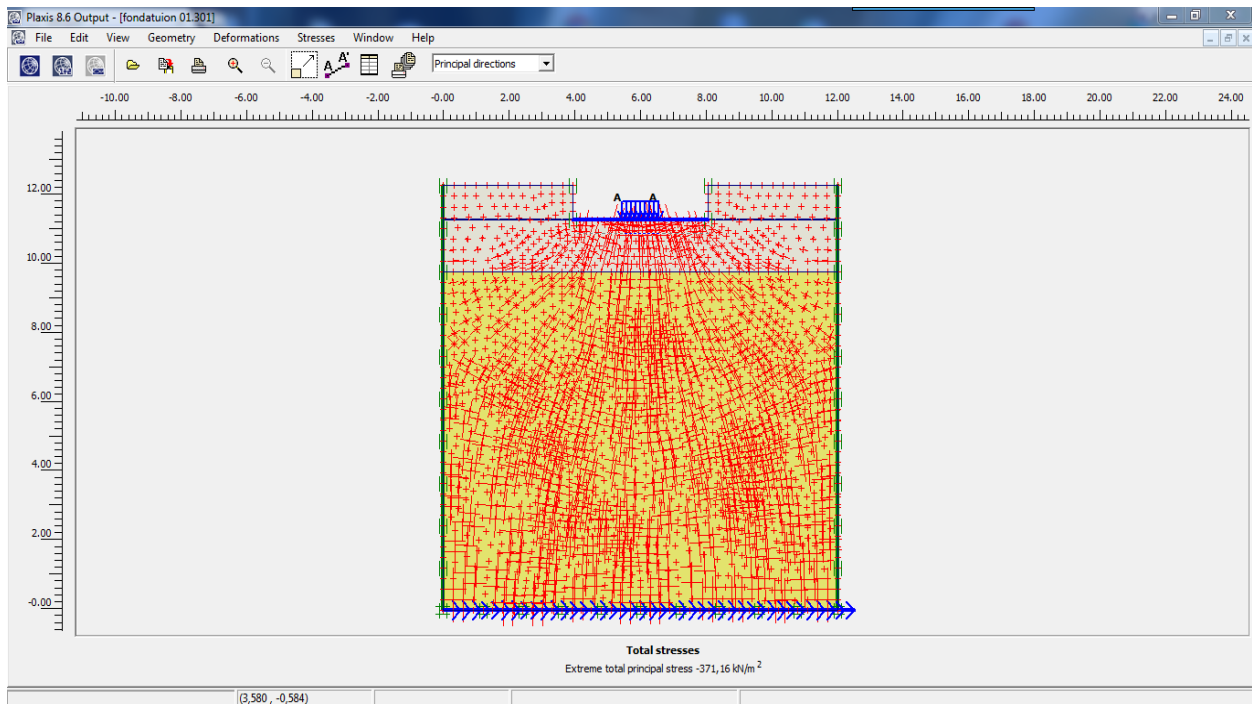 Plaxis 8.6 Output - [fondatuion 01.301]
File Edit View Geometry Deformations Stresses Window Help
Principal directions
-10.00 -8.00 -6.00 -4.00 -2.00 -0.00 2.00 4.00 6.00 8.00 10.00 12.00 14.00 16.00 18.00 20.00 22.00 24.00
12.00
A A
10.00
8.00
6.00
4.00
2.00
-0.00
Total stresses
Extreme total principal stress -371,16 kN/m 2
(3,580 , -0,584)